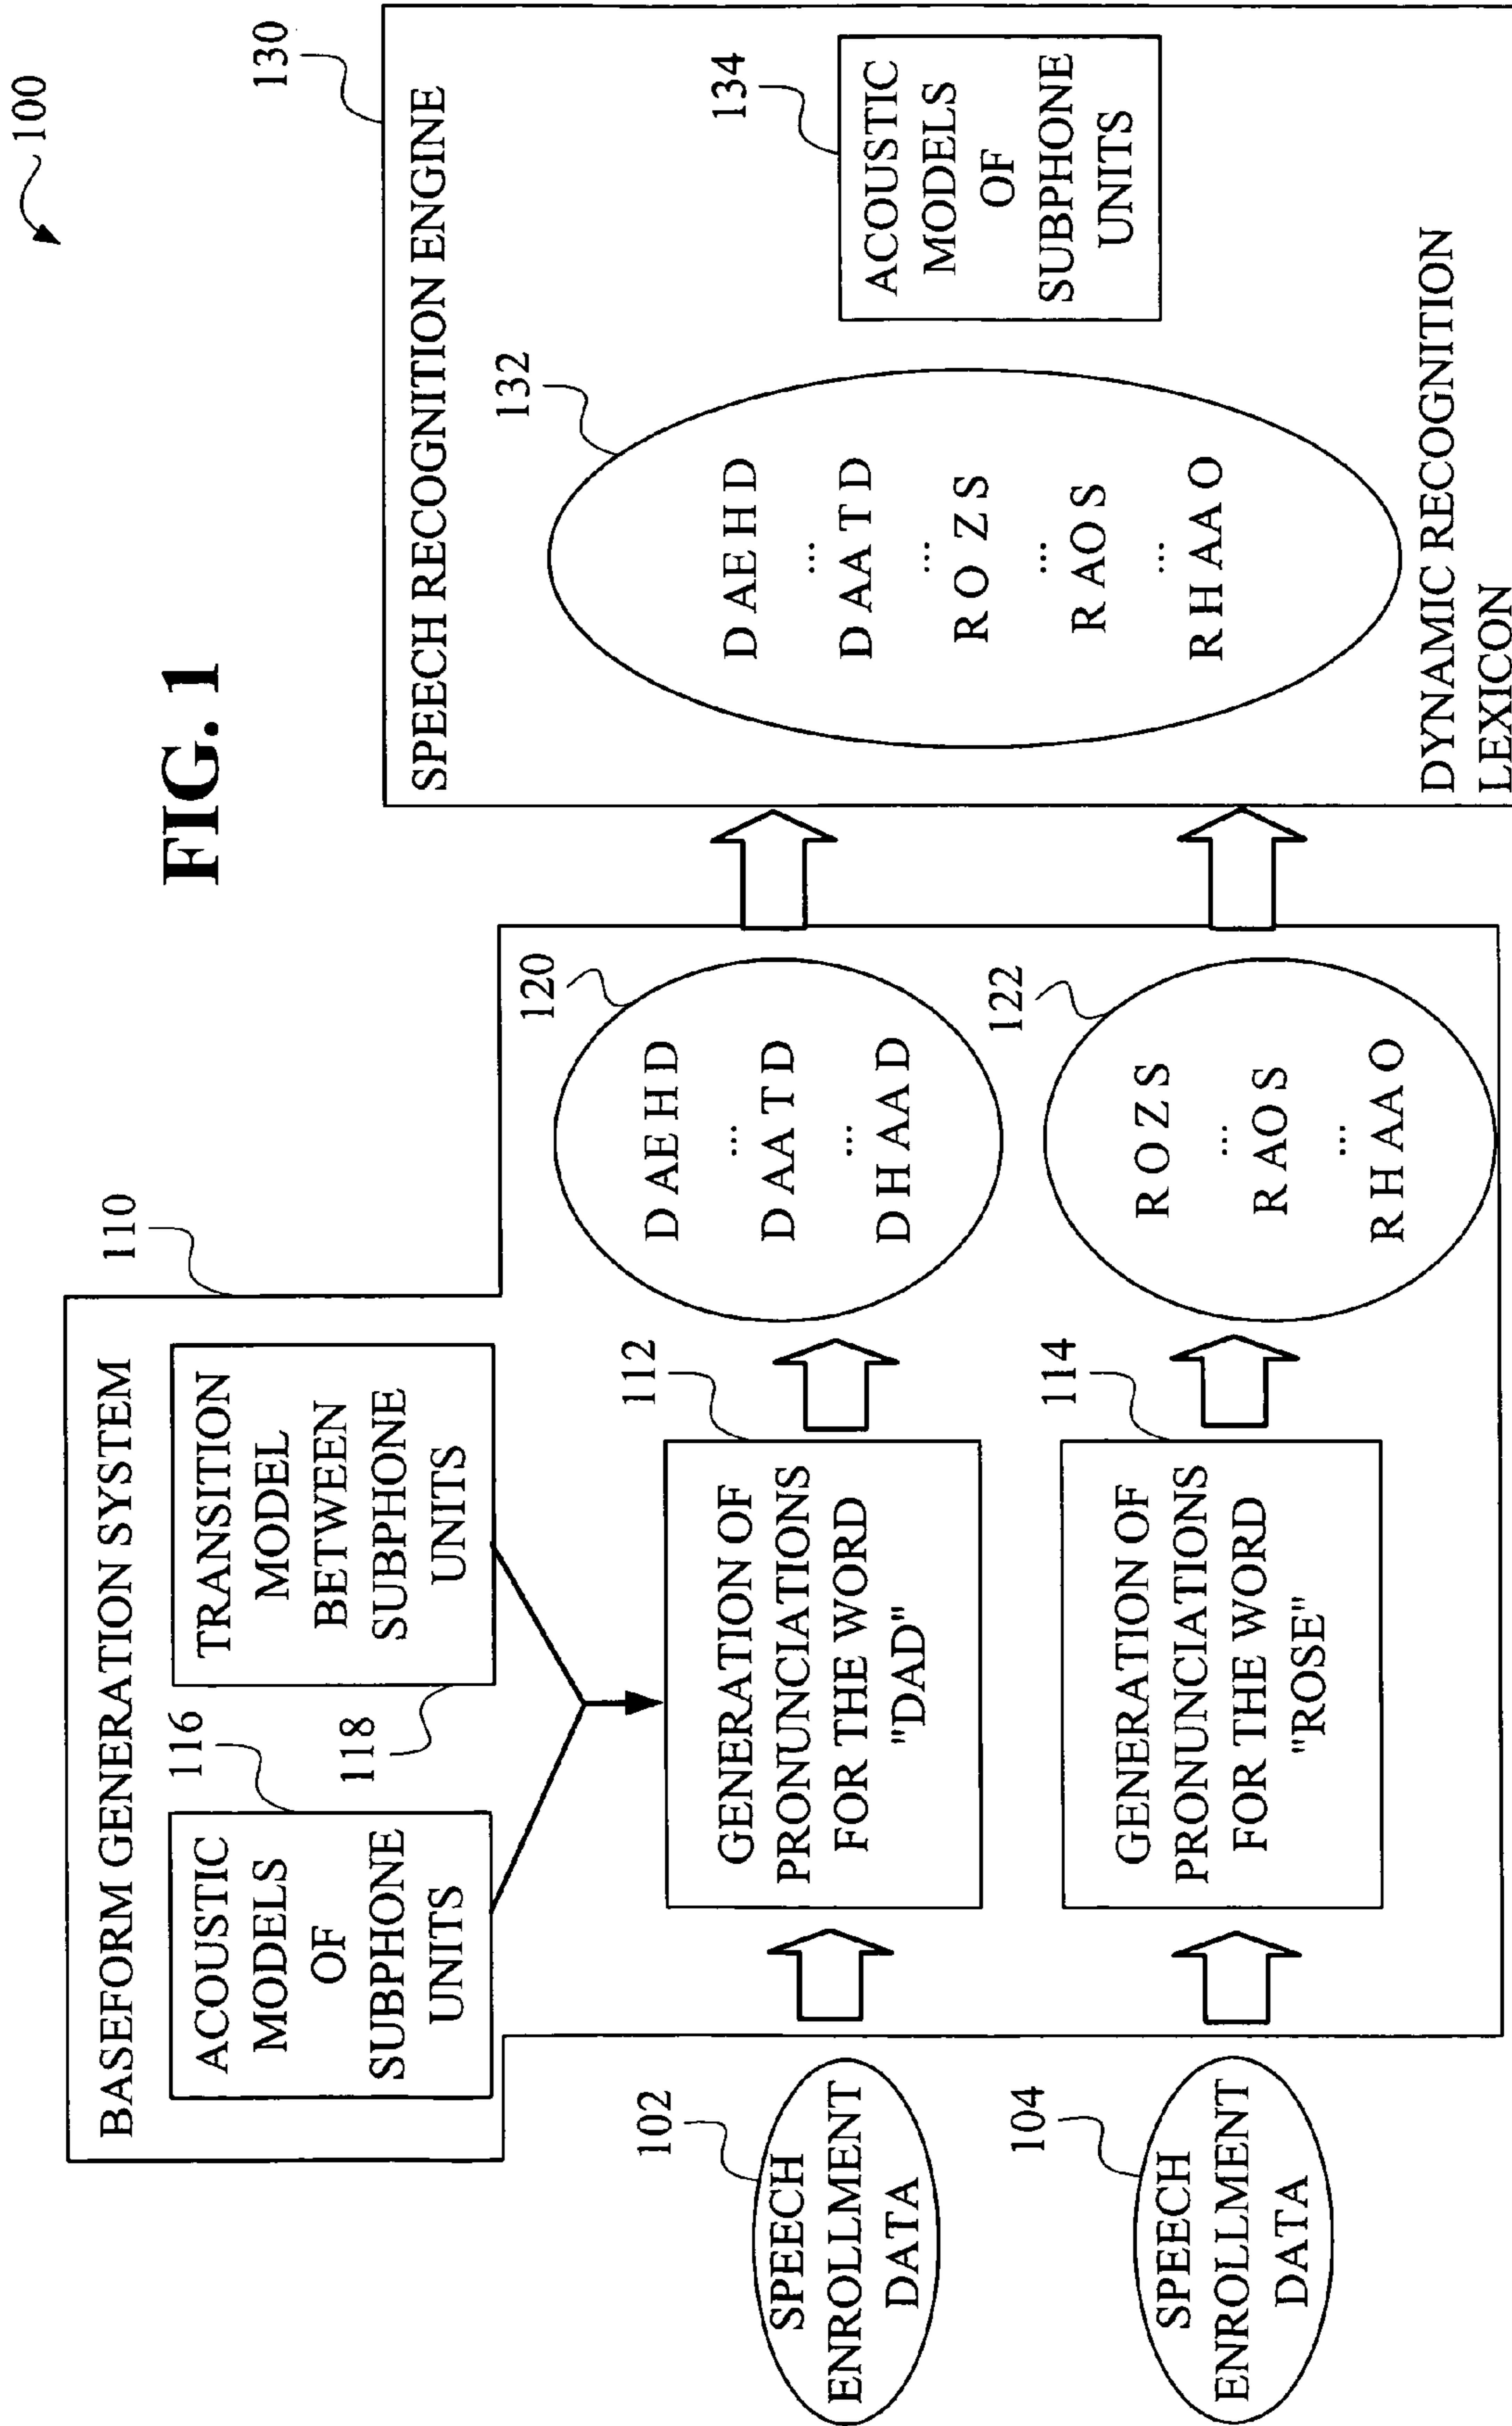 FIG. 1
100
BASEFORM GENERATION SYSTEM
110
116
ACOUSTIC
MODELS
OF
SUBPHONE
UNITS
118
TRANSITION
MODEL
BETWEEN
SUBPHONE
UNITS
102
SPEECH
ENROLLMENT
DATA
112
GENERATION OF
PRONUNCIATIONS
FOR THE WORD
"DAD"
120
D AE H D
...
D AA T D
...
D H AA D
104
SPEECH
ENROLLMENT
DATA
114
GENERATION OF
PRONUNCIATIONS
FOR THE WORD
"ROSE"
122
R O Z S
...
R AO S
...
R H AA O
130
SPEECH RECOGNITION ENGINE
132
D AE H D
...
D AA T D
...
R O Z S
...
R AO S
...
R H AA O
134
ACOUSTIC
MODELS
OF
SUBPHONE
UNITS
DYNAMIC RECOGNITION
LEXICON